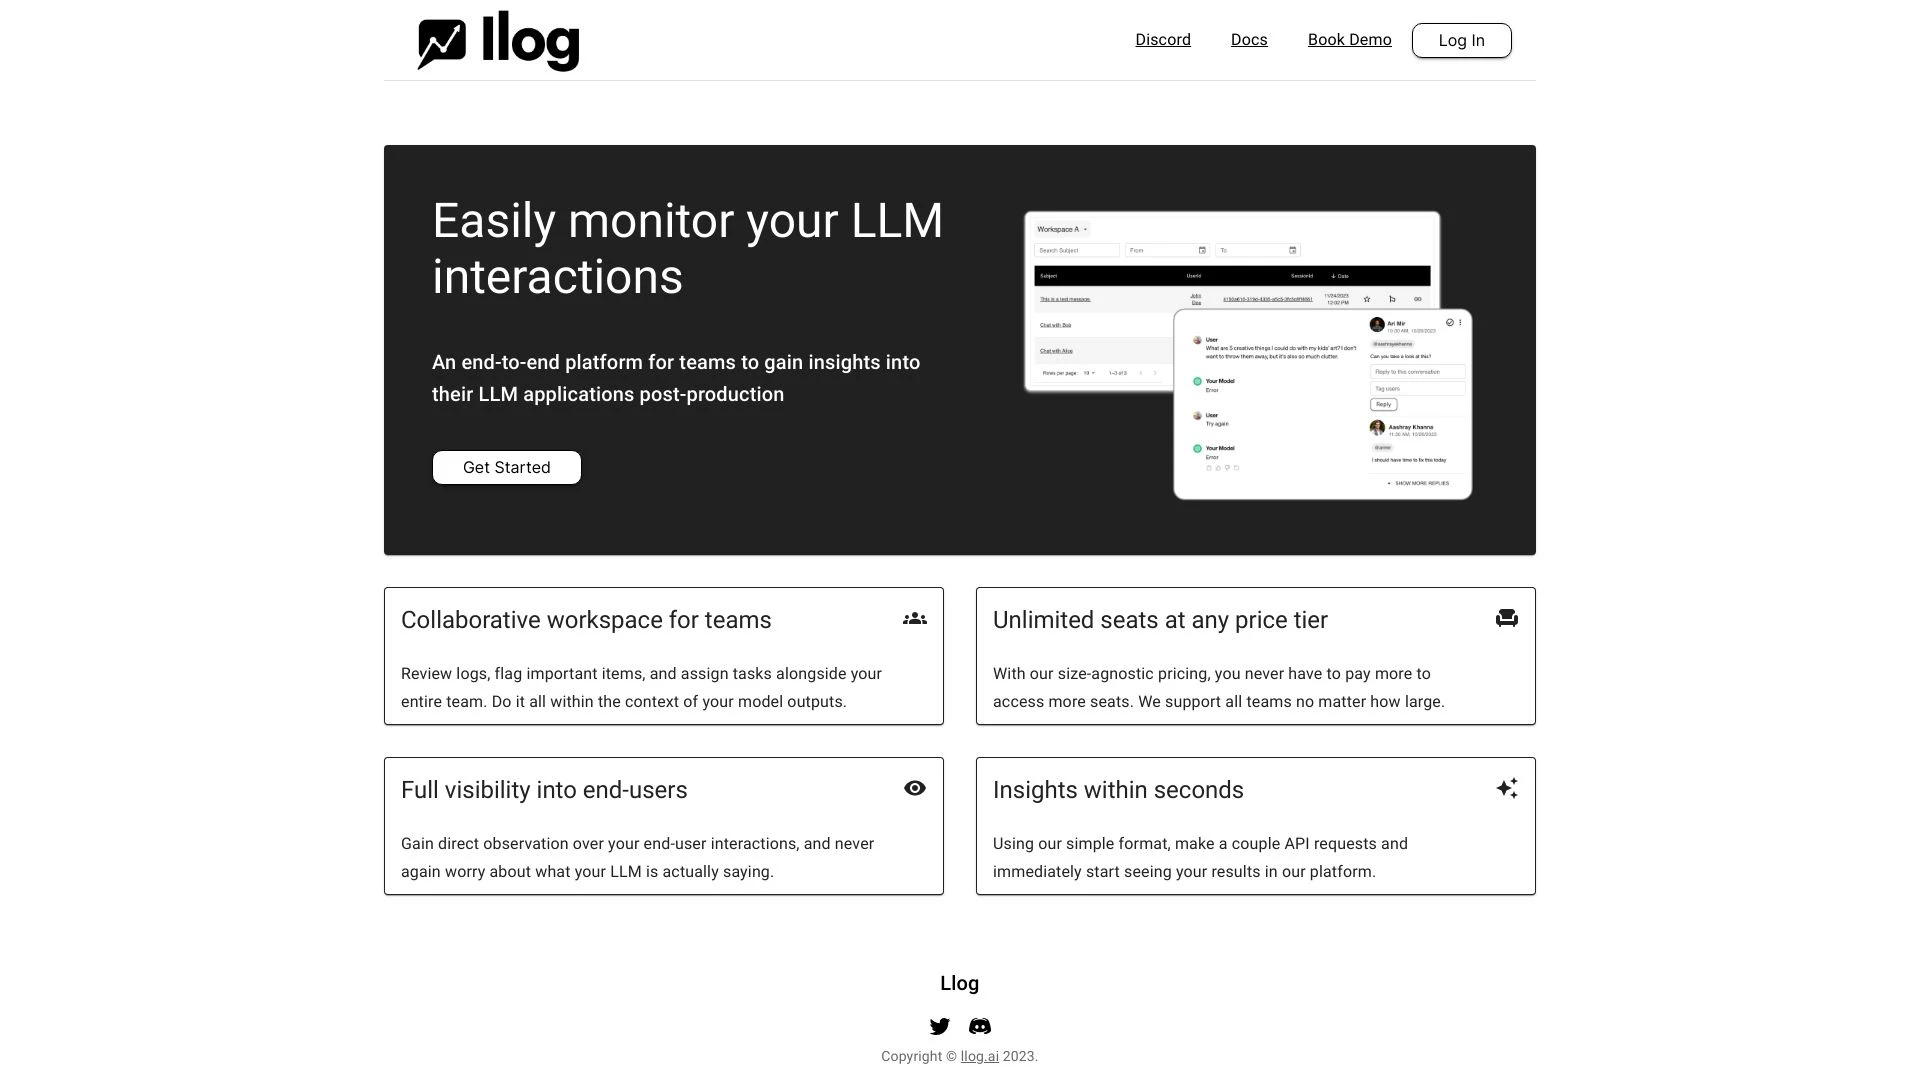 llog
Discord
Docs
Book Demo
Log In
Easily monitor your LLM
interactions
An end-to-end platform for teams to gain insights into
their LLM applications post-production
Get Started
Workspace A
Search Subject
From
To
Subject
UserId
SessionId
Date
This is a test message.
John
Doe
11/24/2023
12:02 PM
Chat with Bob
Chat with Alice
Rows per page: 10
1–3 of 3
User
What are 5 creative things I could do with my kids' art? I don't
want to throw them away, but it's also so much clutter.
Your Model
Error
User
Try again
Your Model
Error
Ari Mir
10:30 AM, 10/26/2023
@aashraykhanna
Can you take a look at this?
Reply to this conversation
Tag users
Reply
Aashray Khanna
11:30 AM, 10/26/2023
I should have time to fix this today
SHOW MORE REPLIES
Collaborative workspace for teams
Review logs, flag important items, and assign tasks alongside your
entire team. Do it all within the context of your model outputs.
Unlimited seats at any price tier
With our size-agnostic pricing, you never have to pay more to
access more seats. We support all teams no matter how large.
Full visibility into end-users
Gain direct observation over your end-user interactions, and never
again worry about what your LLM is actually saying.
Insights within seconds
Using our simple format, make a couple API requests and
immediately start seeing your results in our platform.
Llog
Copyright © llog.ai 2023.